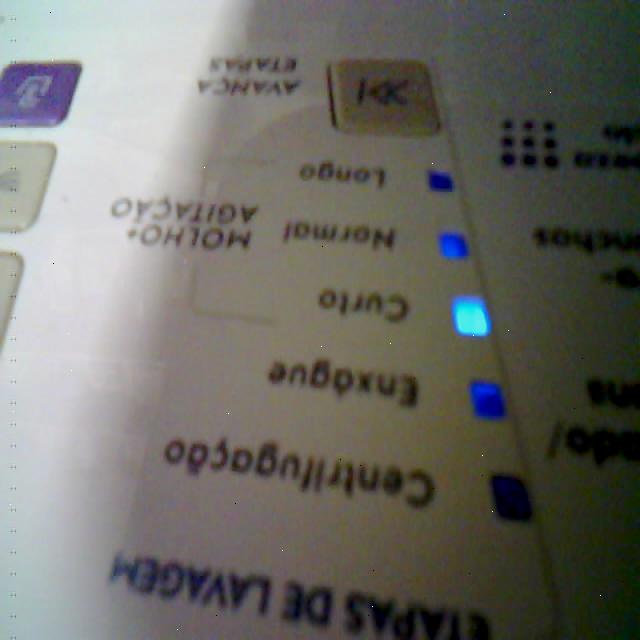 ETAPAS DE LAVAGEM
Centrifugação
Enxágue
Curto
Normal
Longo
MOLHO+
AGITAÇÃO
AVANÇA
ETAPAS